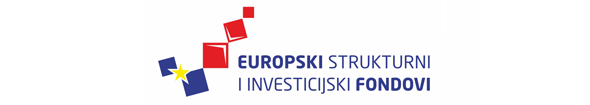 EUROPSKI STRUKTURNI
I INVESTICIJSKI FONDOVI